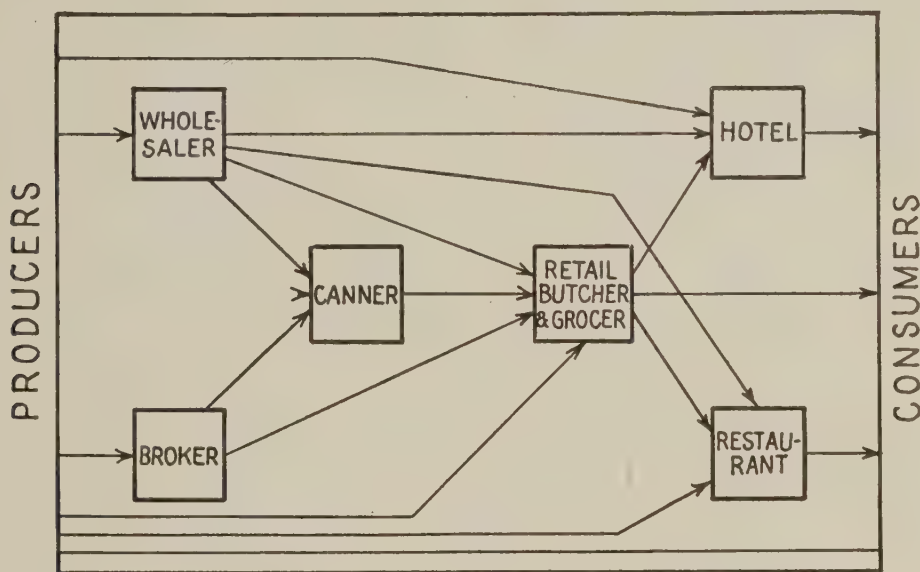 PRODUCERS
WHOLE-
SALER
HOTEL
CANNER
RETAIL
BUTCHER
& GROCER
BROKER
RESTAU-
RANT
CONSUMERS